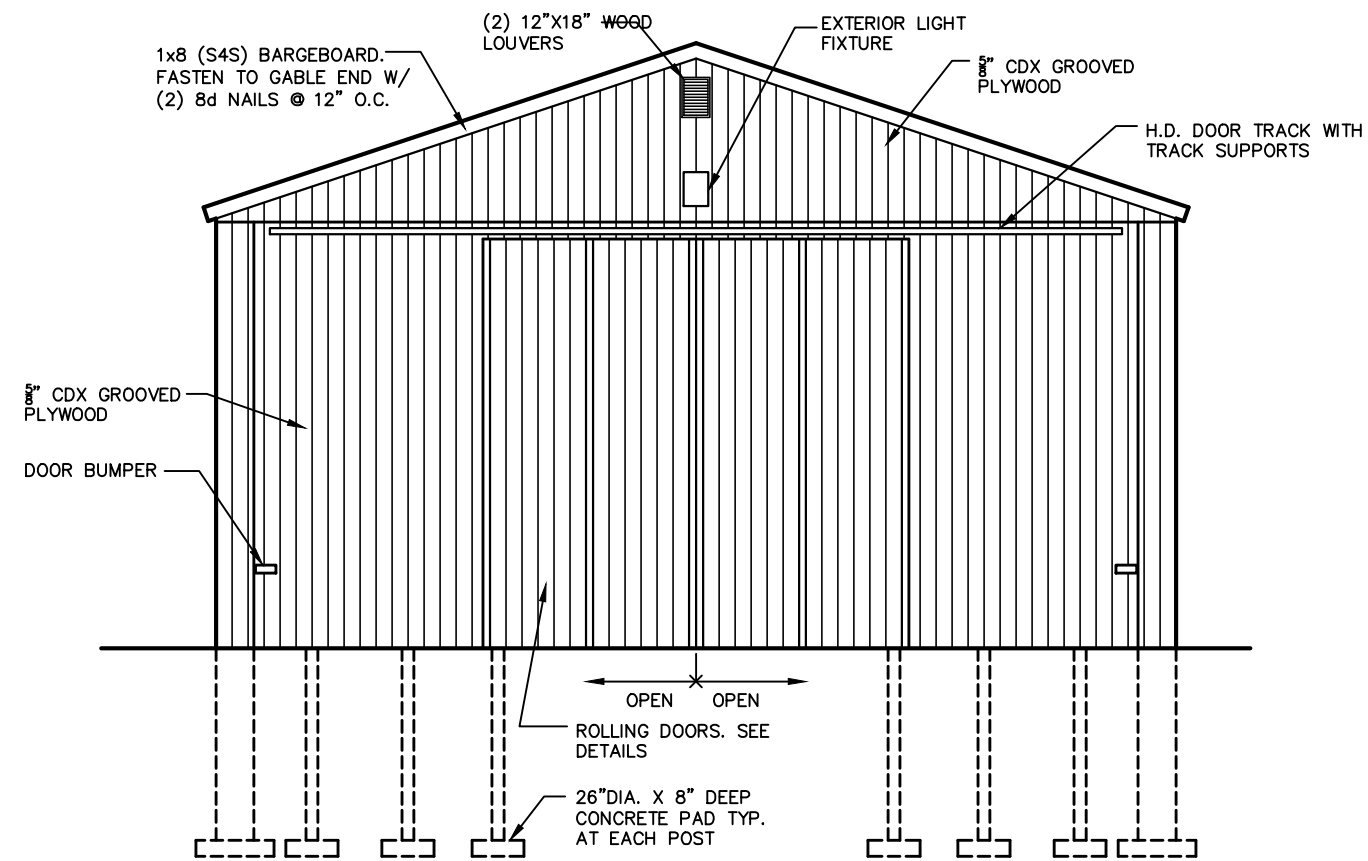 (2) 12"X18" WOOD
LOUVERS
EXTERIOR LIGHT
FIXTURE
1x8 (S4S) BARGEBOARD.
FASTEN TO GABLE END W/
(2) 8d NAILS @ 12" O.C.
5/8" CDX GROOVED
PLYWOOD
H.D. DOOR TRACK WITH
TRACK SUPPORTS
5/8" CDX GROOVED
PLYWOOD
DOOR BUMPER
OPEN OPEN
ROLLING DOORS. SEE
DETAILS
26"DIA. X 8" DEEP
CONCRETE PAD TYP.
AT EACH POST